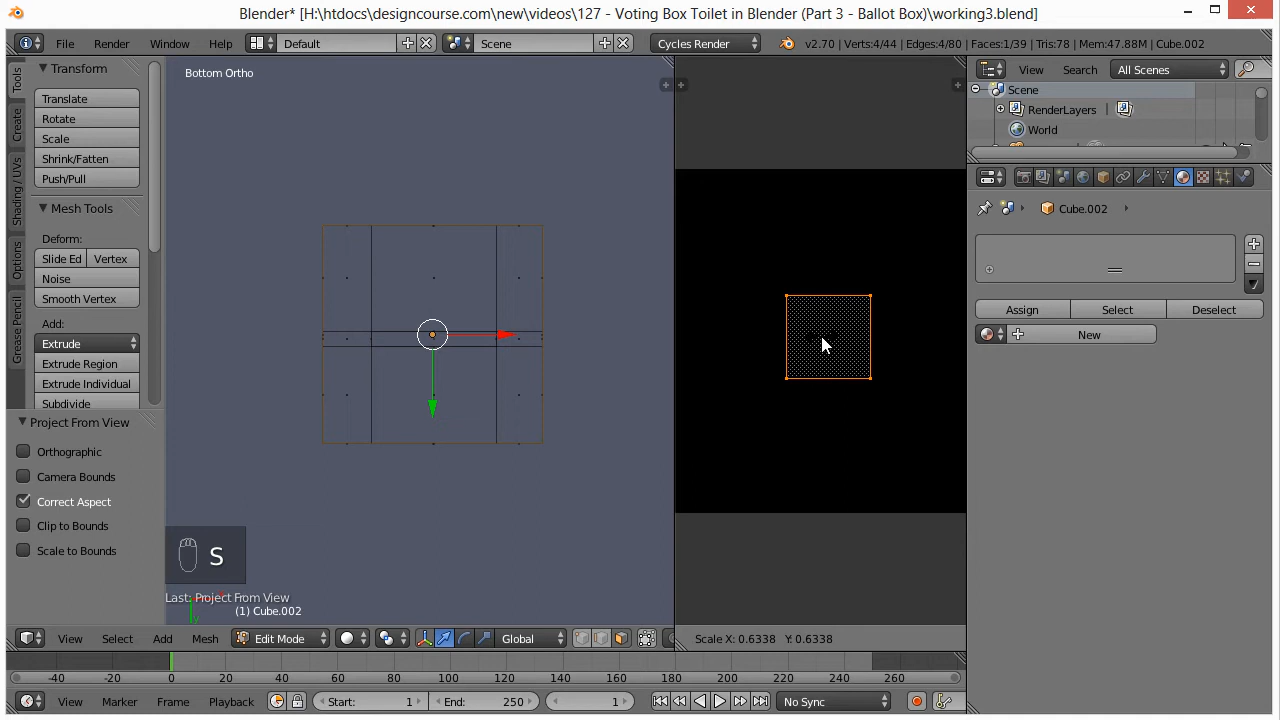 Blender* [H:\htdocs\designcourse.com\new\videos\127 - Voting Box Toilet in Blender (Part 3 - Ballot Box)\working3.blend]
File Render Window Help Default Scene Cycles Render v2.70 | Verts:4/44 | Edges:4/80 | Faces:1/39 | Tris:78 | Mem:47.88M | Cube.002
Tools
Create
Shading / UVs
Options
Grease Pencil
Transform
Translate
Rotate
Scale
Shrink/Fatten
Push/Pull
Mesh Tools
Deform:
Slide Ed Vertex
Noise
Smooth Vertex
Add:
Extrude
Extrude Region
Extrude Individual
Subdivide
Project From View
Orthographic
Camera Bounds
Correct Aspect
Clip to Bounds
Scale to Bounds
Bottom Ortho
S
Last: Project From View
(1) Cube.002
View Select Add Mesh Edit Mode Global
Scale X: 0.6338 Y: 0.6338
View Search All Scenes
Scene
RenderLayers
World
Cube.002
Assign Select Deselect
New
-40 -20 0 20 40 60 80 100 120 140 160 180 200 220 240 260
View Marker Frame Playback Start: 1 End: 250 1 No Sync